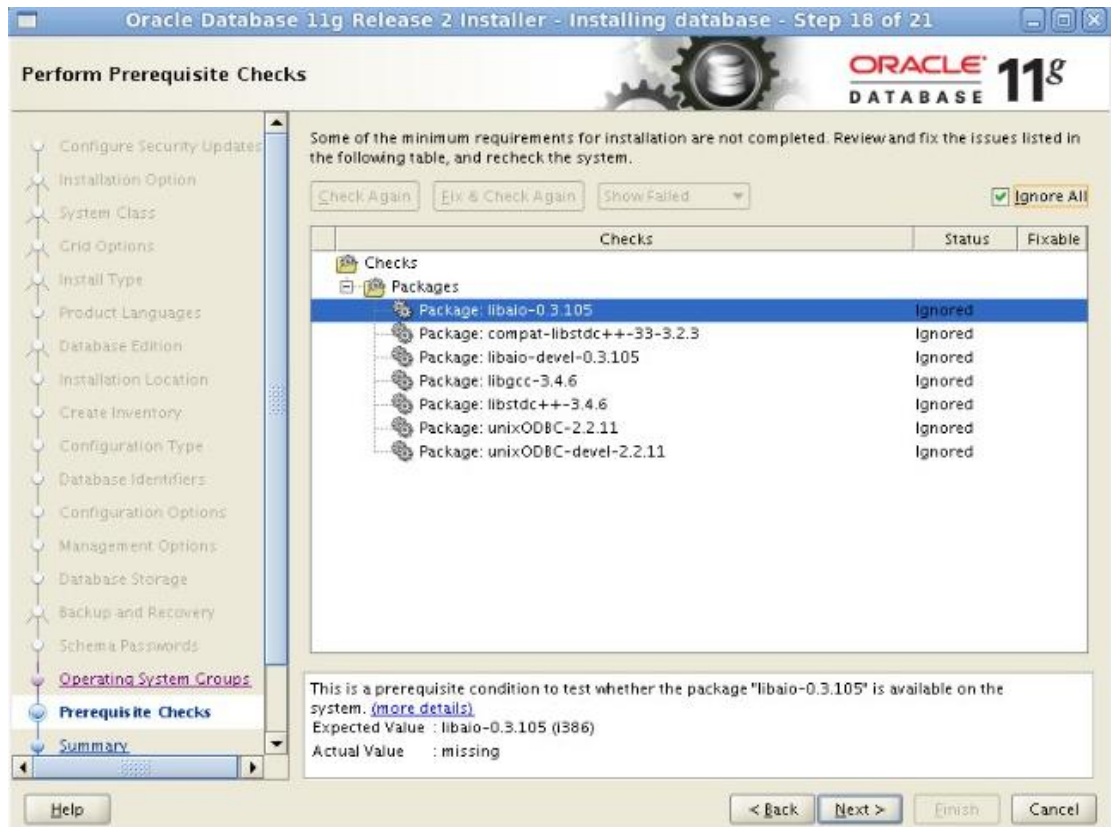 Oracle Database 11g Release 2 Installer - Installing database - Step 18 of 21
Perform Prerequisite Checks
ORACLE
DATABASE
11g
Configure Security Updates
Installation Option
System Class
Grid Options
Install Type
Product Languages
Database Edition
Installation Location
Create Inventory
Configuration Type
Database Identifiers
Configuration Options
Management Options
Database Storage
Backup and Recovery
Schema Passwords
Operating System Groups
Prerequisite Checks
Summary
Some of the minimum requirements for installation are not completed. Review and fix the issues listed in
the following table, and recheck the system.
Check Again Fix & Check Again Show Failed Ignore All
Checks Status Fixable
Checks
Packages
Package: libaio-0.3.105 Ignored
Package: compat-libstdc++-33-3.2.3 Ignored
Package: libaio-devel-0.3.105 Ignored
Package: libgcc-3.4.6 Ignored
Package: libstdc++-3.4.6 Ignored
Package: unixODBC-2.2.11 Ignored
Package: unixODBC-devel-2.2.11 Ignored
This is a prerequisite condition to test whether the package "libaio-0.3.105" is available on the
system. (more details)
Expected Value : libaio-0.3.105 (i386)
Actual Value : missing
Help < Back Next > Finish Cancel